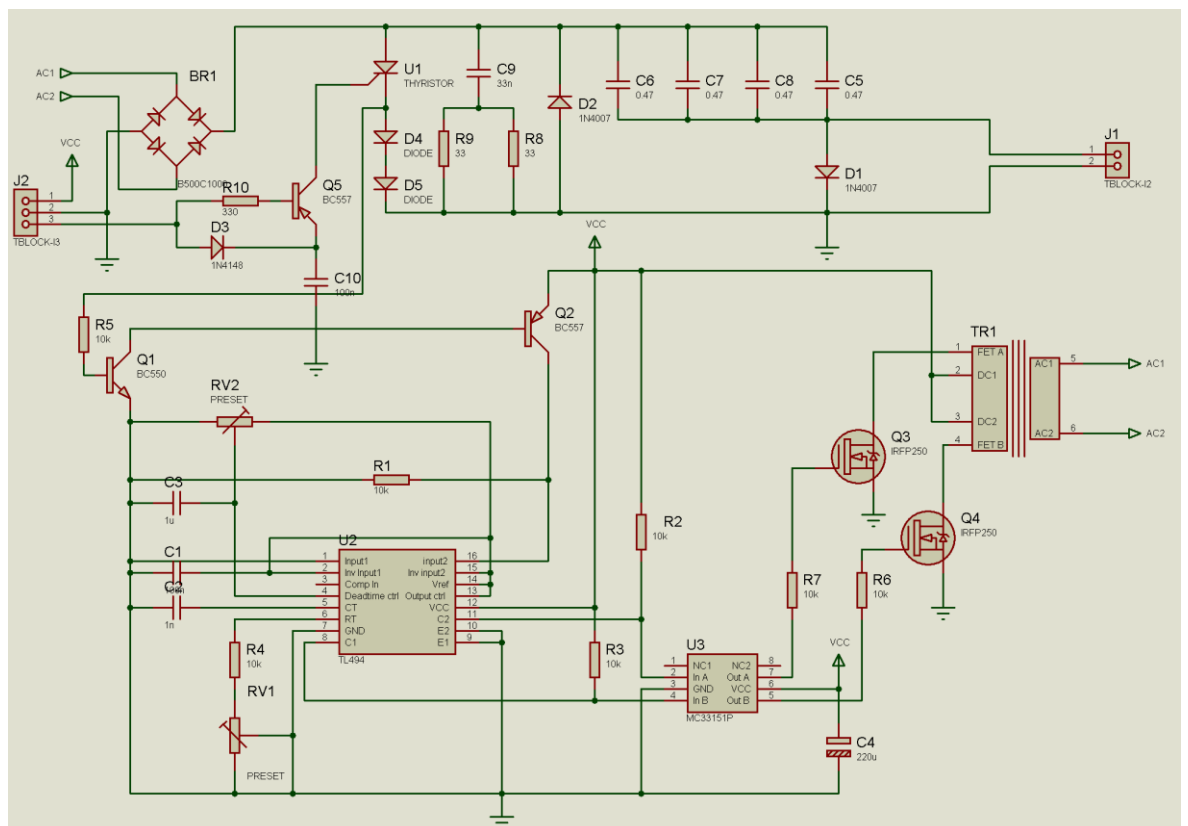 AC1
AC2
BR1
B500C1000
VCC
J2
1
2
3
TBLOCK-I3
R10
330
D3
1N4148
Q5
BC557
C10
100n
U1
THYRISTOR
D4
DIODE
D5
DIODE
C9
33n
R9
33
R8
33
D2
1N4007
C6
0.47
C7
0.47
C8
0.47
C5
0.47
D1
1N4007
J1
1
2
TBLOCK-I2
VCC
R5
10k
Q1
BC550
Q2
BC557
RV2
PRESET
R1
10k
C3
1u
C1
1n
U2
1
2
3
4
5
6
7
8
Input1
Inv Input1
Comp In
Deadtime ctrl
CT
RT
GND
C1
input2
Inv input2
Vref
Output ctrl
VCC
C2
E2
E1
16
15
14
13
12
11
10
9
TL494
R4
10k
RV1
PRESET
R2
10k
R3
10k
U3
1
2
3
4
NC1
In A
GND
In B
NC2
Out A
VCC
Out B
8
7
6
5
MC33151P
R7
10k
R6
10k
VCC
C4
220u
Q3
IRFP250
Q4
IRFP250
TR1
1
2
3
4
FET A
DC1
DC2
FET B
AC1
AC2
5
6
AC1
AC2